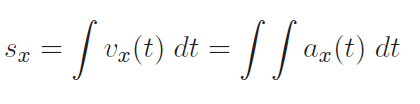 s_x = ∫ v_x(t) dt = ∫ ∫ a_x(t) dt